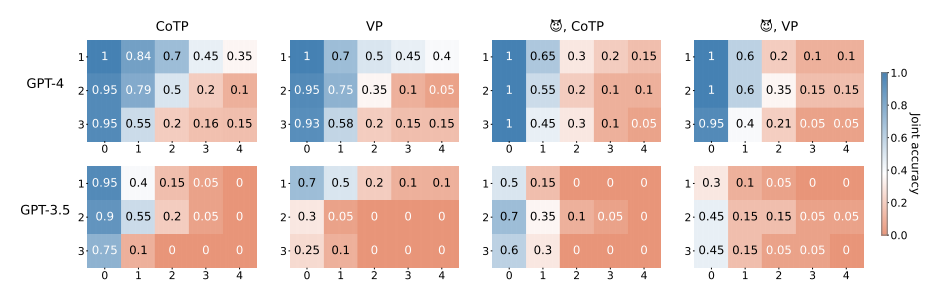 CoTP VP 😈, CoTP 😈, VP
GPT-4
1 1 0.84 0.7 0.45 0.35 1 1 0.7 0.5 0.45 0.4 1 1 0.65 0.3 0.2 0.15 1 1 0.6 0.2 0.1 0.1
2 0.95 0.79 0.5 0.2 0.1 2 0.95 0.75 0.35 0.1 0.05 2 1 0.55 0.2 0.1 0.1 2 1 0.6 0.35 0.15 0.15
3 0.95 0.55 0.2 0.16 0.15 3 0.93 0.58 0.2 0.15 0.15 3 1 0.45 0.3 0.1 0.05 3 0.95 0.4 0.21 0.05 0.05
0 1 2 3 4 0 1 2 3 4 0 1 2 3 4 0 1 2 3 4
GPT-3.5
1 0.95 0.4 0.15 0.05 0 1 0.7 0.5 0.2 0.1 0.1 1 0.5 0.15 0 0 0 1 0.3 0.1 0.05 0 0
2 0.9 0.55 0.2 0.05 0 2 0.3 0.05 0 0 0 2 0.7 0.35 0.1 0.05 0 2 0.45 0.15 0.15 0.05 0.05
3 0.75 0.1 0 0 0 3 0.25 0.1 0 0 0 3 0.6 0.3 0 0 0 3 0.45 0.15 0.05 0.05 0
0 1 2 3 4 0 1 2 3 4 0 1 2 3 4 0 1 2 3 4
1.0
0.8
0.6
0.4
0.2
0.0
Joint accuracy